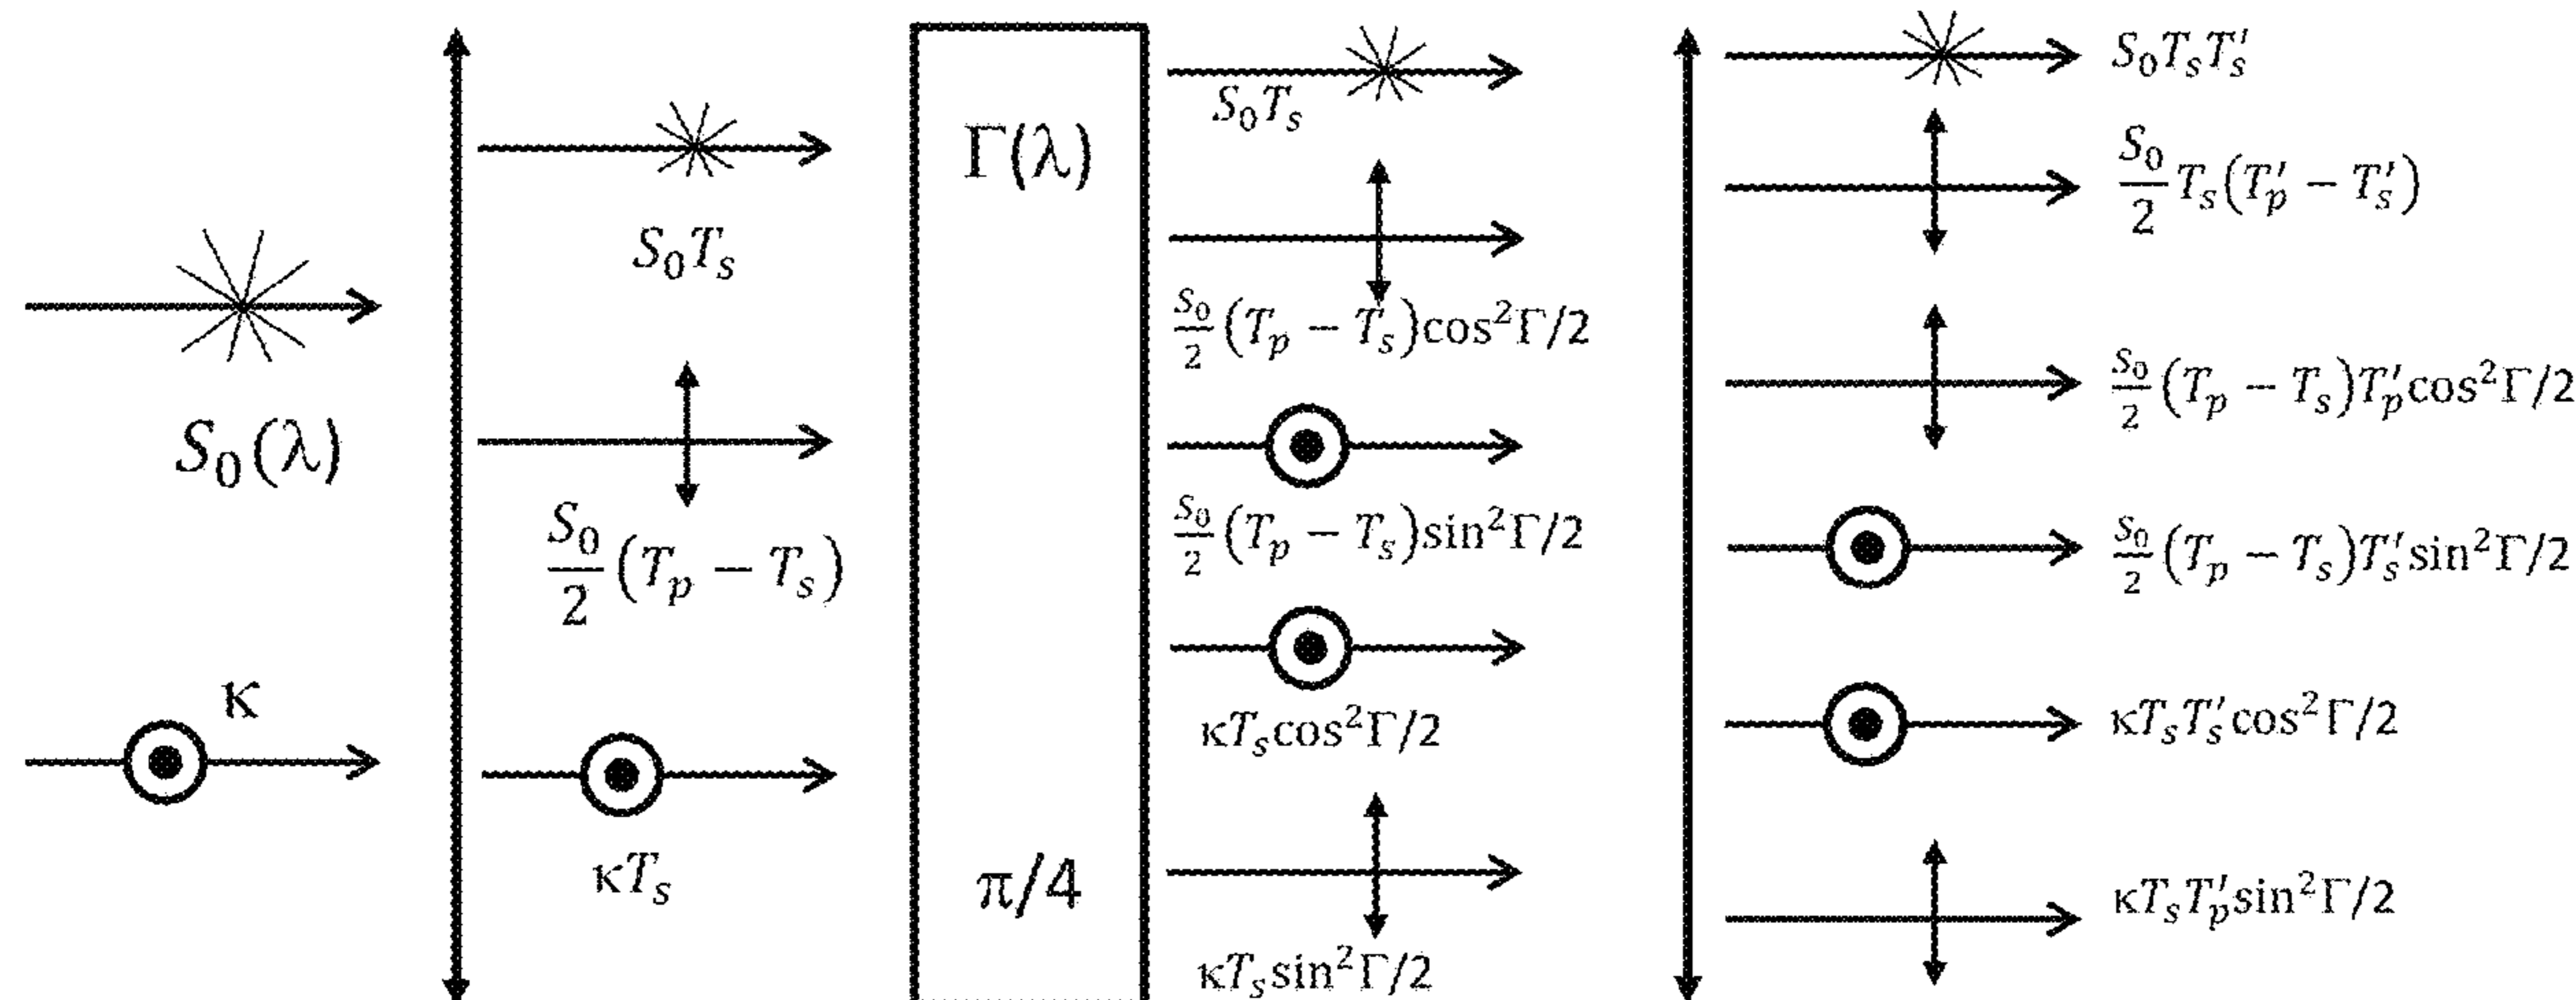 S₀(λ)
κ
S₀Tₛ
S₀/2 (Tₚ − Tₛ)
κTₛ
Γ(λ)
π/4
S₀Tₛ
S₀/2 (Tₚ − Tₛ)cos²Γ/2
S₀/2 (Tₚ − Tₛ)sin²Γ/2
κTₛcos²Γ/2
κTₛsin²Γ/2
S₀TₛT′ₛ
S₀/2 Tₛ(T′ₚ − T′ₛ)
S₀/2 (Tₚ − Tₛ)T′ₚcos²Γ/2
S₀/2 (Tₚ − Tₛ)T′ₛsin²Γ/2
κTₛT′ₛcos²Γ/2
κTₛT′ₚsin²Γ/2